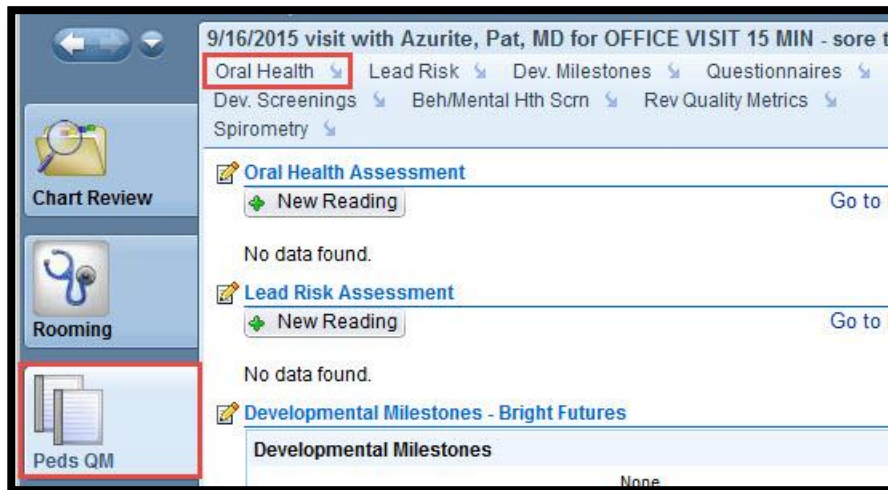 9/16/2015 visit with Azurite, Pat, MD for OFFICE VISIT 15 MIN - sore
Oral Health Lead Risk Dev. Milestones Questionnaires
Dev. Screenings Beh/Mental Hth Scrn Rev Quality Metrics
Spirometry
Chart Review
Rooming
Peds QM
Oral Health Assessment
New Reading Go to
No data found.
Lead Risk Assessment
New Reading Go to
No data found.
Developmental Milestones - Bright Futures
Developmental Milestones
None